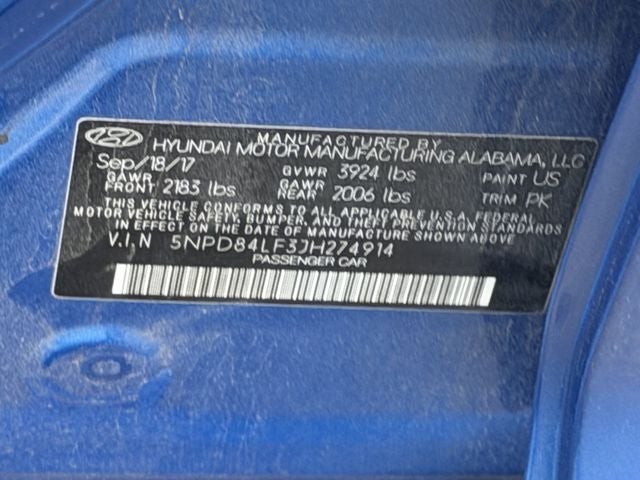 MANUFACTURED BY
HYUNDAI MOTOR MANUFACTURING ALABAMA, LLC
Sep/18/17 GVWR 3924 lbs PAINT US
GAWR FRONT 2183 lbs GAWR REAR 2006 lbs TRIM PK
THIS VEHICLE CONFORMS TO ALL APPLICABLE U.S. FEDERAL
MOTOR VEHICLE SAFETY, BUMPER, AND THEFT PREVENTION STANDARDS
IN EFFECT ON THE DATE OF MANUFACTURE SHOWN ABOVE.
V.I.N 5NPD84LF3JH274914
PASSENGER CAR